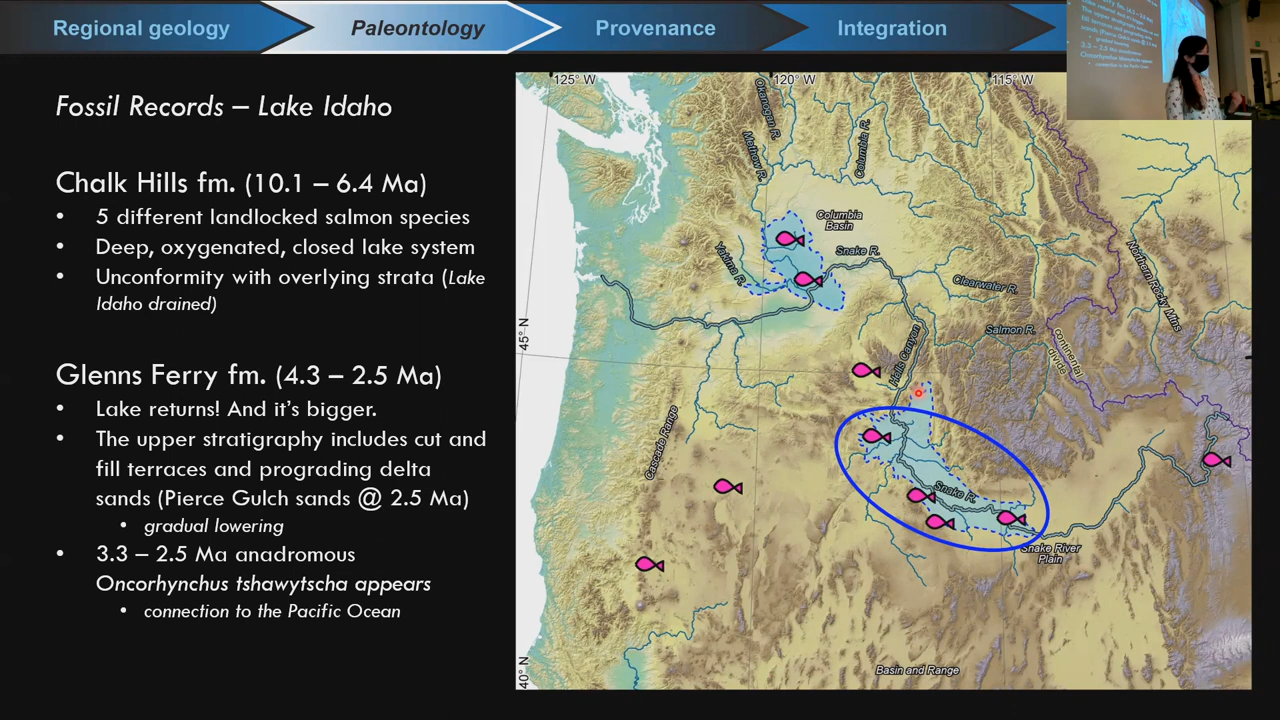 Regional geology
Paleontology
Provenance
Integration
Fossil Records – Lake Idaho
Chalk Hills fm. (10.1 – 6.4 Ma)
• 5 different landlocked salmon species
• Deep, oxygenated, closed lake system
• Unconformity with overlying strata (Lake
Idaho drained)
Glenns Ferry fm. (4.3 – 2.5 Ma)
• Lake returns! And it's bigger.
• The upper stratigraphy includes cut and
fill terraces and prograding delta
sands (Pierce Gulch sands @ 2.5 Ma)
• gradual lowering
• 3.3 – 2.5 Ma anadromous
Oncorhynchus tshawytscha appears
• connection to the Pacific Ocean
125° W
120° W
115° W
Okanogan R.
Methow R.
Columbia R.
Columbia
Basin
Yakima R.
Snake R.
Clearwater R.
Northern Rocky Mtns
45° N
Salmon R.
continental
divide
Hells Canyon
Cascade Range
Snake R.
Snake River
Plain
Basin and Range
40° N